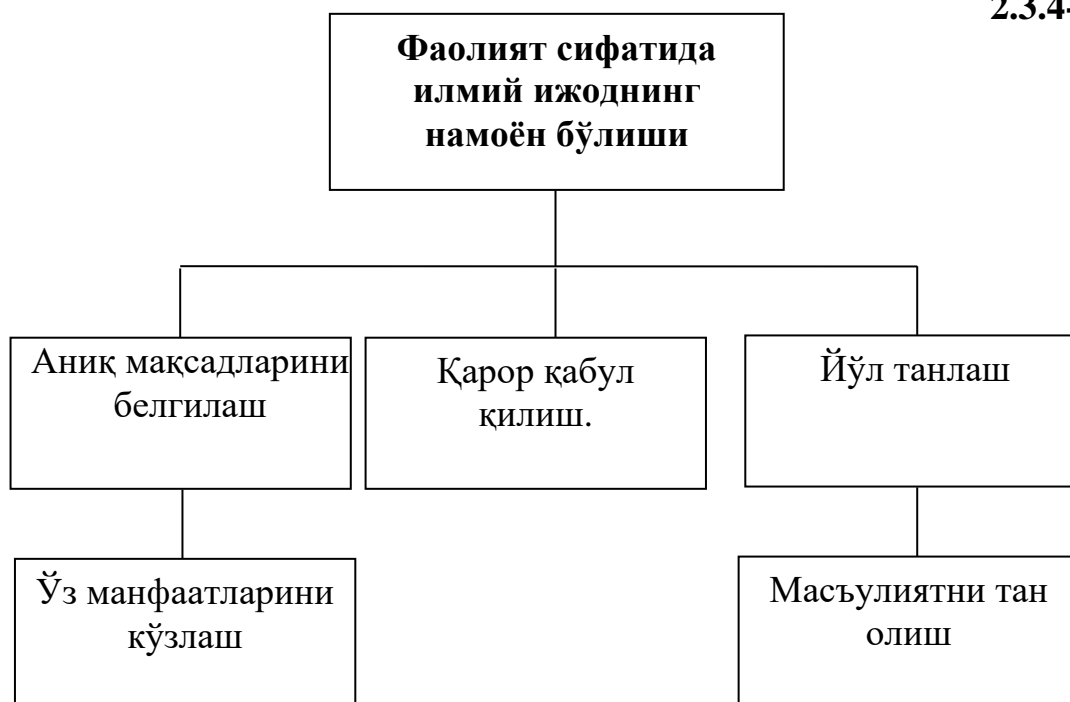 2.3.4-
Фаолият сифатида
илмий ижоднинг
намоён бўлиши
Аниқ мақсадларини
белгилаш
Қарор қабул
қилиш.
Йўл танлаш
Ўз манфаатларини
кўзлаш
Масъулиятни тан
олиш